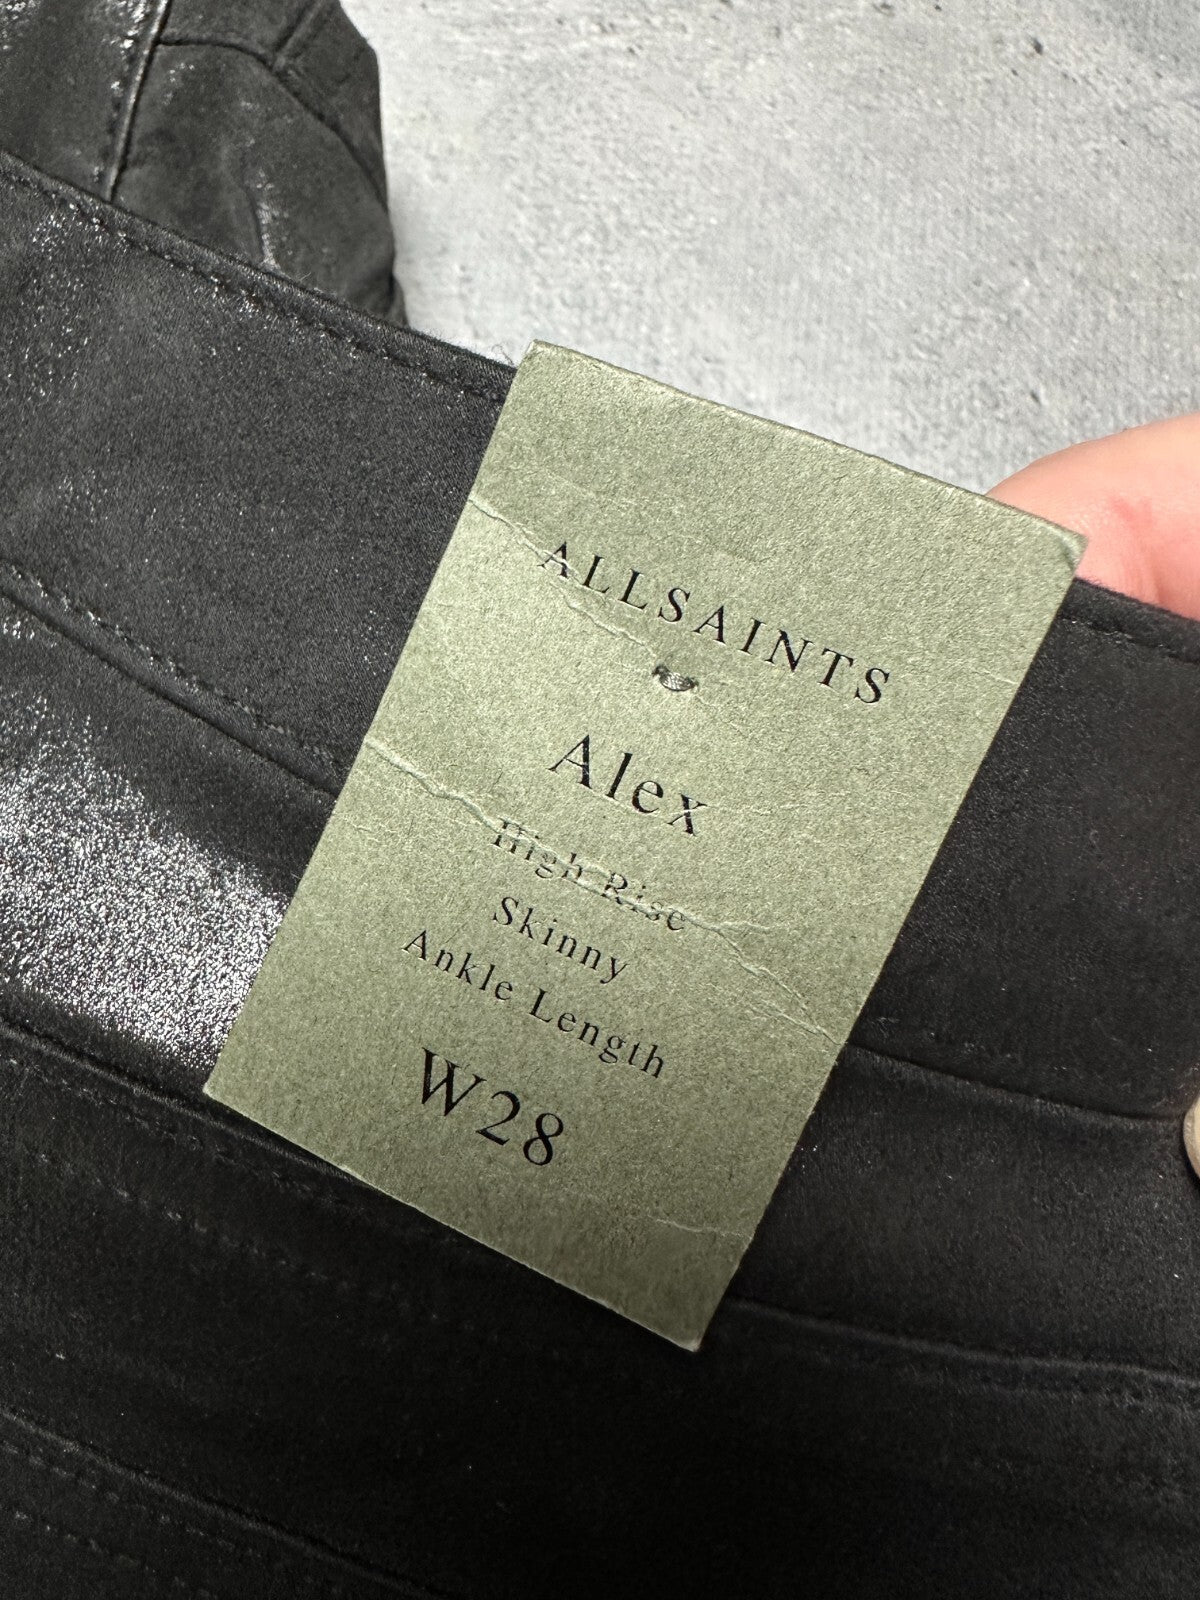 ALLSAINTS
Alex
High Rise
Skinny
Ankle Length
W28